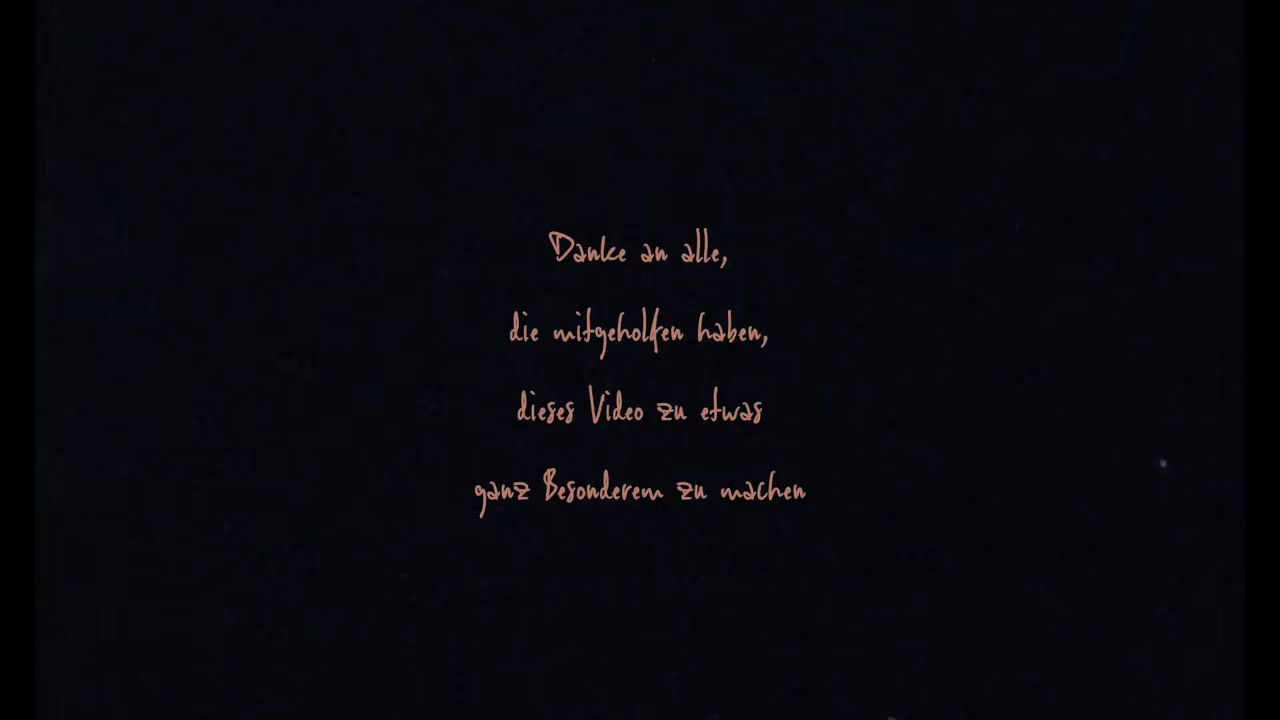 Danke an alle,
die mitgeholfen haben,
dieses Video zu etwas
ganz Besonderem zu machen